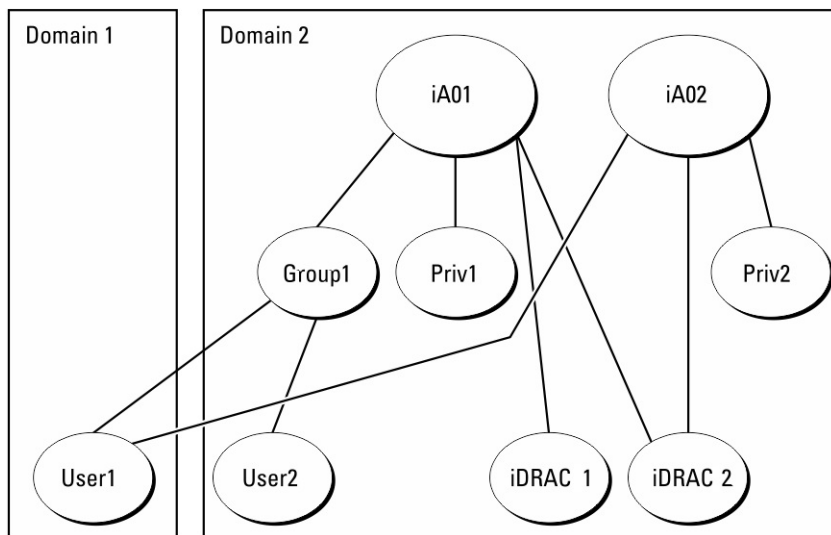 Domain 1
Domain 2
iA01
iA02
Group1
Priv1
Priv2
User1
User2
iDRAC 1
iDRAC 2